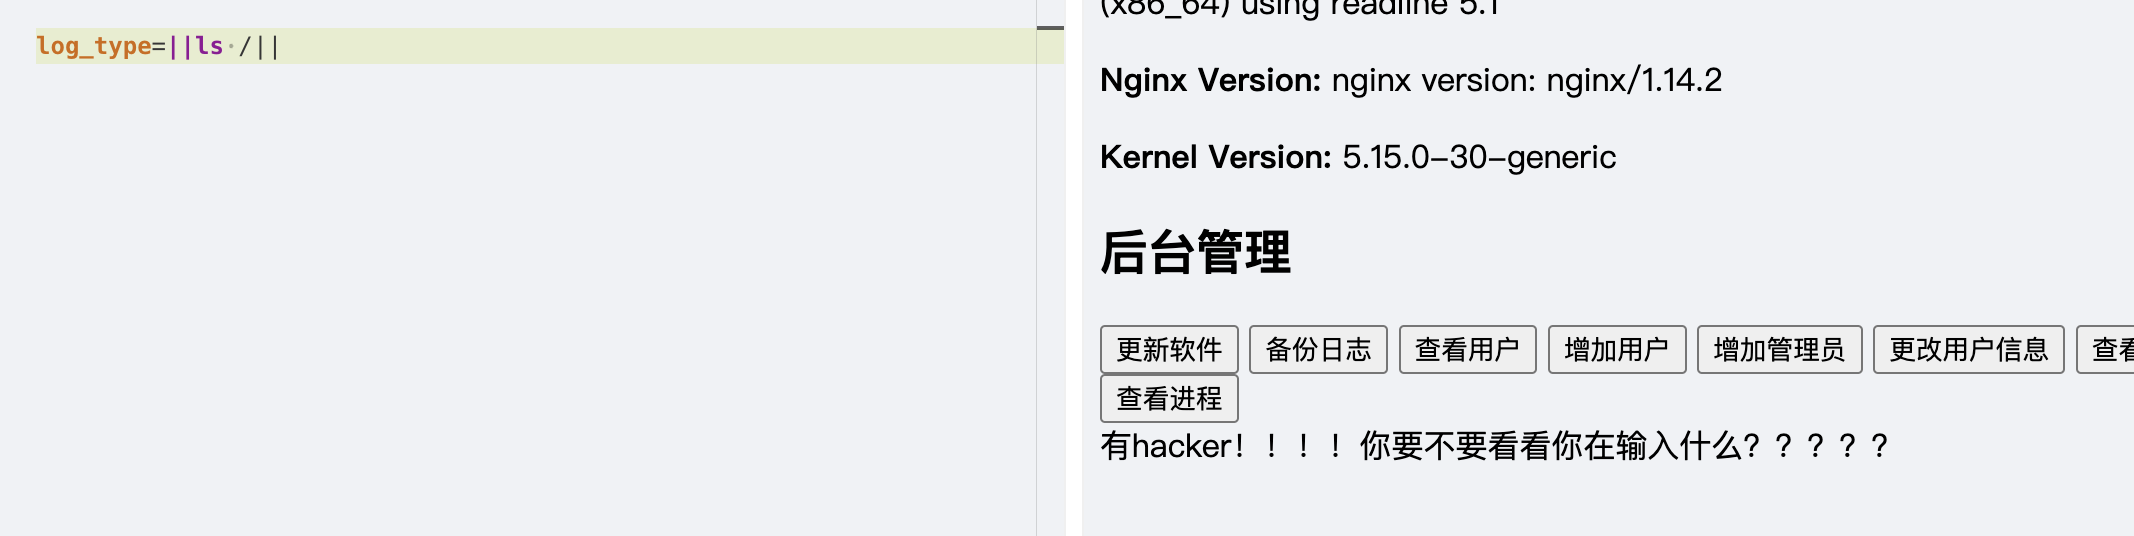 log_type=||ls /||
(x86_64) using readline 5.1
Nginx Version: nginx version: nginx/1.14.2
Kernel Version: 5.15.0-30-generic
后台管理
更新软件 备份日志 查看用户 增加用户 增加管理员 更改用户信息 查看
查看进程
有hacker！！！！你要不要看看你在输入什么？？？？？